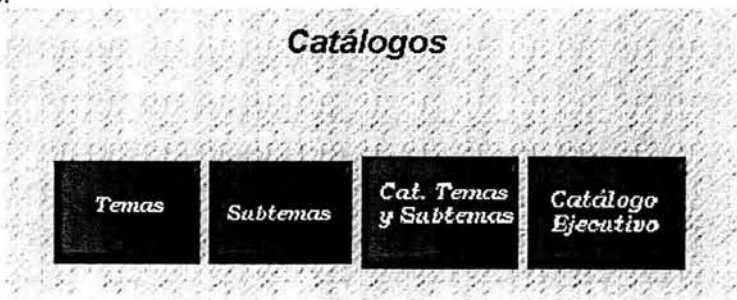 Catálogos
Temas
Subtemas
Cat. Temas
y Subtemas
Catálogo
Ejecutivo